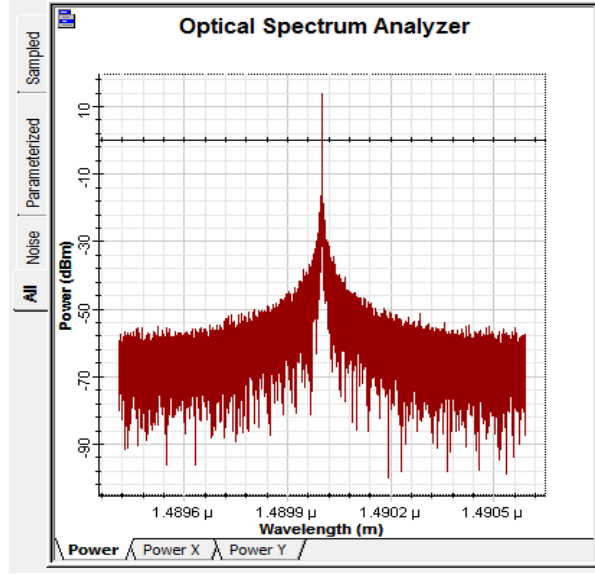 Optical Spectrum Analyzer
Sampled
Parameterized
Noise
All
Power (dBm)
10
-10
-30
-50
-70
-90
1.4896 µ 1.4899 µ 1.4902 µ 1.4905 µ
Wavelength (m)
Power Power X Power Y